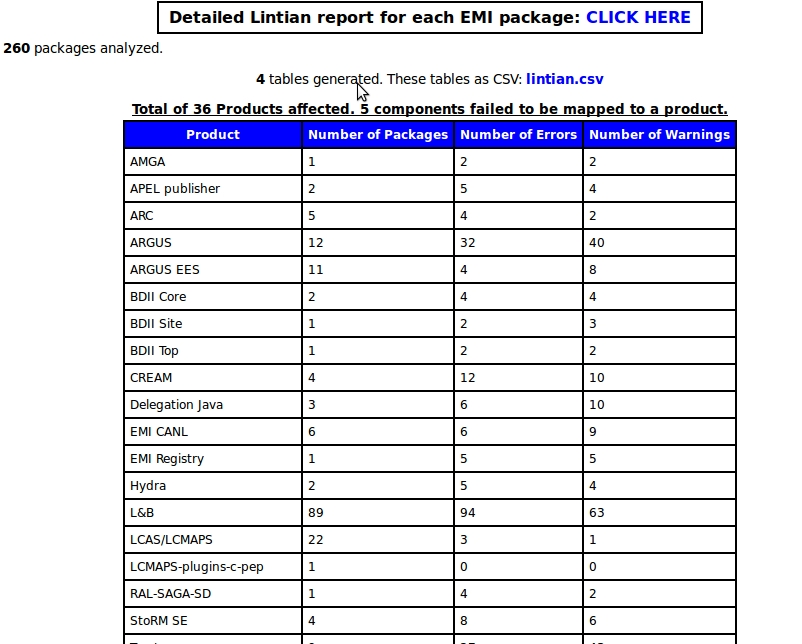 Detailed Lintian report for each EMI package: CLICK HERE
260 packages analyzed.
4 tables generated. These tables as CSV: lintian.csv
Total of 36 Products affected. 5 components failed to be mapped to a product.
Product Number of Packages Number of Errors Number of Warnings
AMGA 1 2 2
APEL publisher 2 5 4
ARC 5 4 2
ARGUS 12 32 40
ARGUS EES 11 4 8
BDII Core 2 4 4
BDII Site 1 2 3
BDII Top 1 2 2
CREAM 4 12 10
Delegation Java 3 6 10
EMI CANL 6 6 9
EMI Registry 1 5 5
Hydra 2 5 4
L&B 89 94 63
LCAS/LCMAPS 22 3 1
LCMAPS-plugins-c-pep 1 0 0
RAL-SAGA-SD 1 4 2
StoRM SE 4 8 6